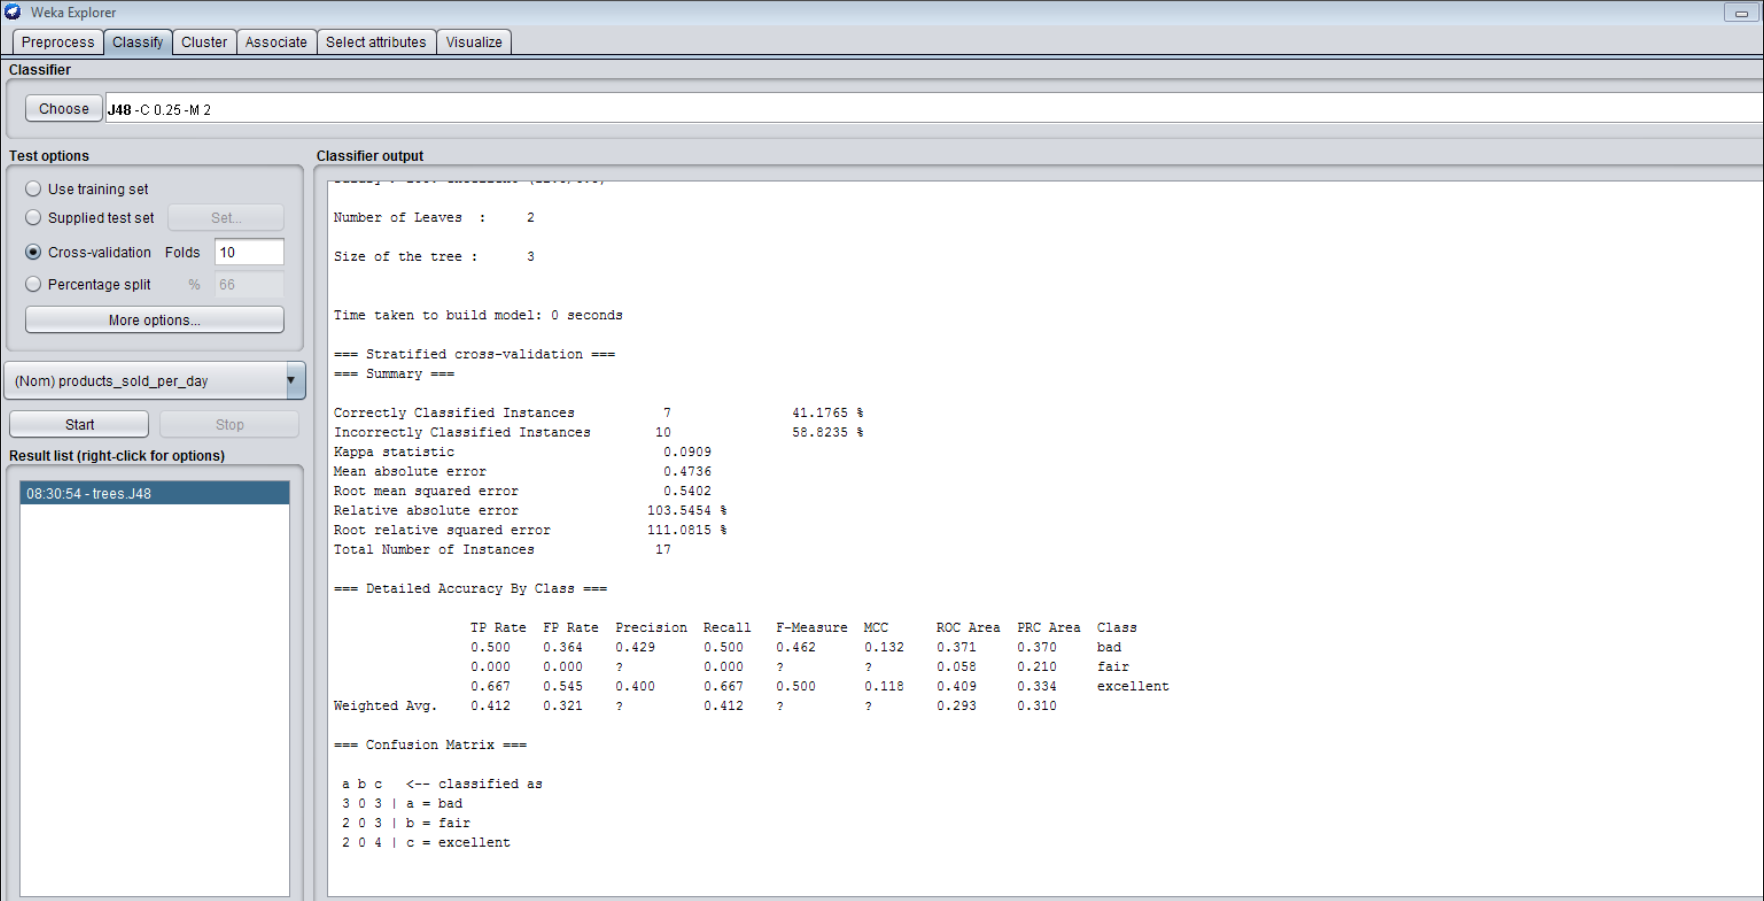 Weka Explorer
Preprocess Classify Cluster Associate Select attributes Visualize
Classifier
Choose J48 -C 0.25 -M 2
Test options
Use training set
Supplied test set Set...
Cross-validation Folds 10
Percentage split % 66
More options...
(Nom) products_sold_per_day
Start Stop
Result list (right-click for options)
08:30:54 - trees.J48
Classifier output
Number of Leaves : 2
Size of the tree : 3
Time taken to build model: 0 seconds
=== Stratified cross-validation ===
=== Summary ===
Correctly Classified Instances 7 41.1765 %
Incorrectly Classified Instances 10 58.8235 %
Kappa statistic 0.0909
Mean absolute error 0.4736
Root mean squared error 0.5402
Relative absolute error 103.5454 %
Root relative squared error 111.0815 %
Total Number of Instances 17
=== Detailed Accuracy By Class ===
TP Rate FP Rate Precision Recall F-Measure MCC ROC Area PRC Area Class
0.500 0.364 0.429 0.500 0.462 0.132 0.371 0.370 bad
0.000 0.000 ? 0.000 ? ? 0.058 0.210 fair
0.667 0.545 0.400 0.667 0.500 0.118 0.409 0.334 excellent
Weighted Avg. 0.412 0.321 ? 0.412 ? ? 0.293 0.310
=== Confusion Matrix ===
a b c <-- classified as
3 0 3 | a = bad
2 0 3 | b = fair
2 0 4 | c = excellent